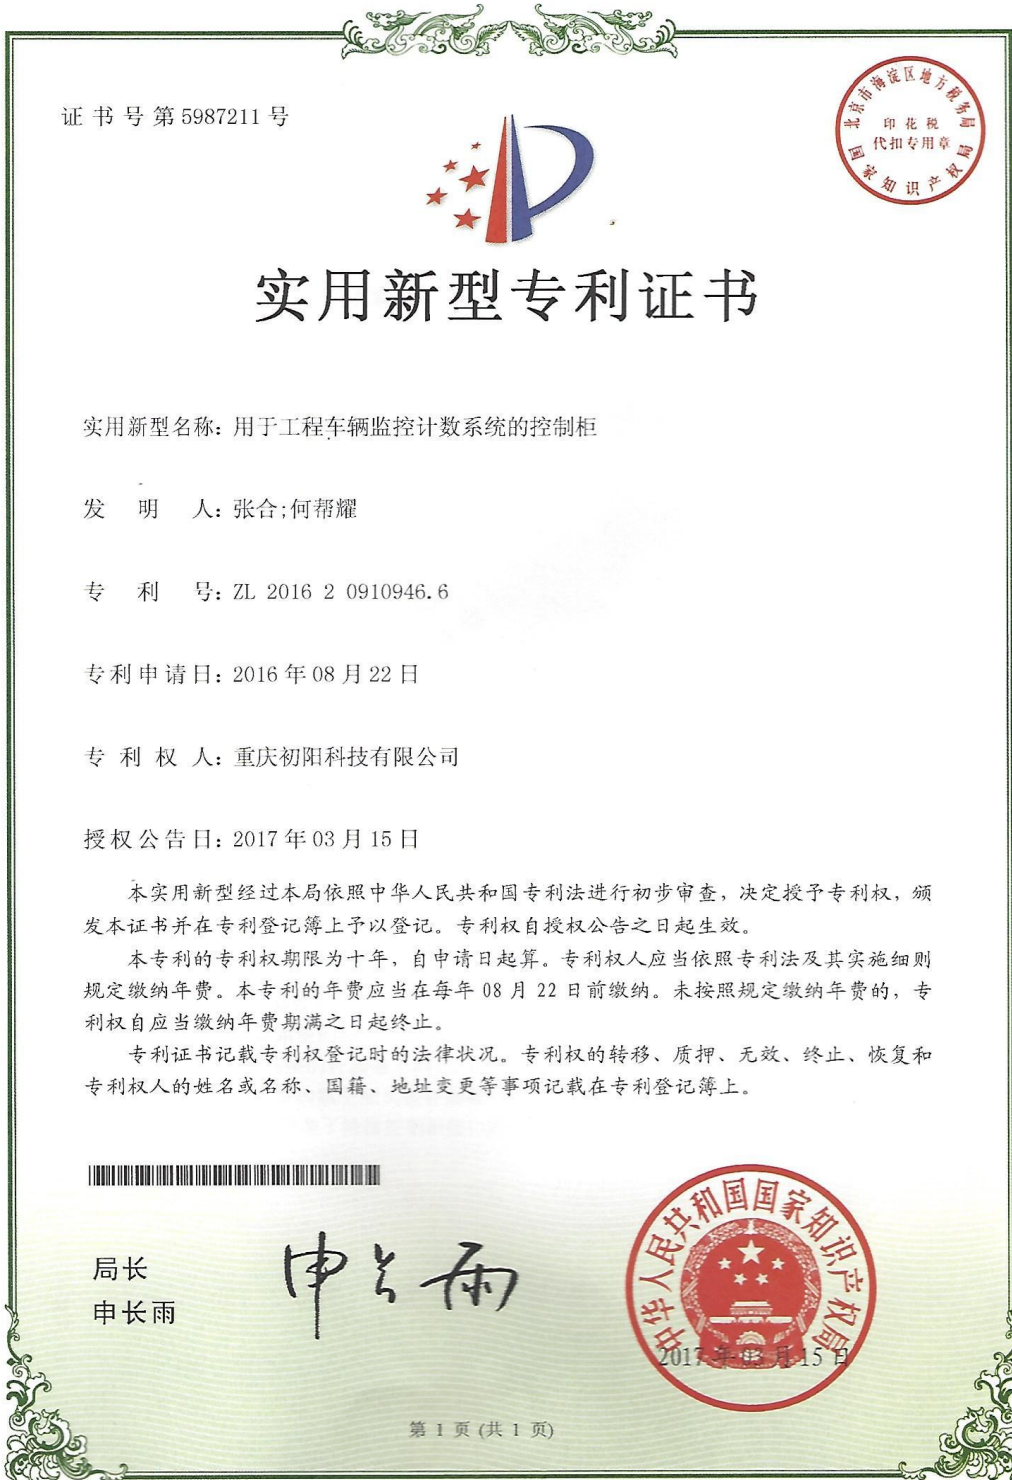 证书号第5987211号
北京市海淀区地方税务局
印花税
代扣专用章
国家知识产权局
实用新型专利证书
实用新型名称：用于工程车辆监控计数系统的控制柜
发明人：张合;何帮耀
专利号：ZL 2016 2 0910946.6
专利申请日：2016年08月22日
专利权人：重庆初阳科技有限公司
授权公告日：2017年03月15日
本实用新型经过本局依照中华人民共和国专利法进行初步审查，决定授予专利权，颁
发本证书并在专利登记簿上予以登记。专利权自授权公告之日起生效。
本专利的专利权期限为十年，自申请日起算。专利权人应当依照专利法及其实施细则
规定缴纳年费。本专利的年费应当在每年08月22日前缴纳。未按照规定缴纳年费的，专
利权自应当缴纳年费期满之日起终止。
专利证书记载专利权登记时的法律状况。专利权的转移、质押、无效、终止、恢复和
专利权人的姓名或名称、国籍、地址变更等事项记载在专利登记簿上。
局长
申长雨
申长雨
中华人民共和国国家知识产权局
2017年03月15日
第1页(共1页)